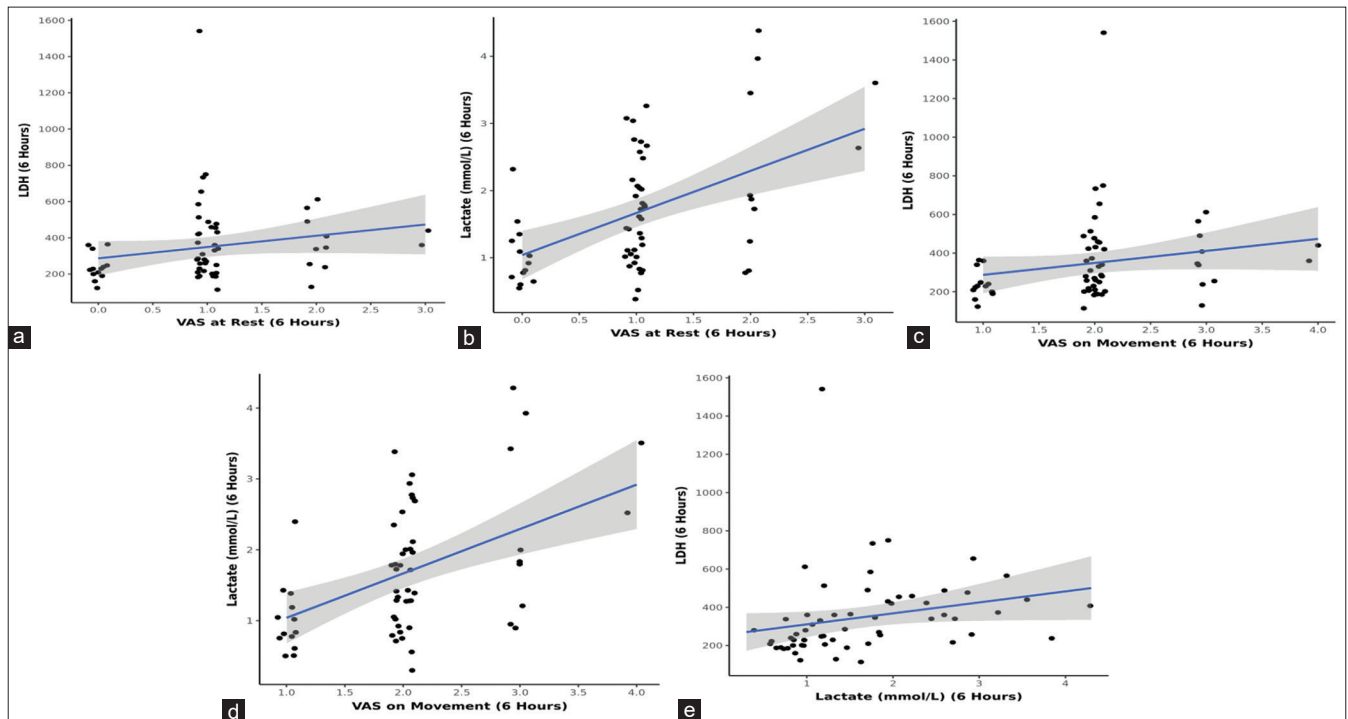 1600
1400
1200
1000
800
600
400
200
LDH (6 Hours)
0.0 0.5 1.0 1.5 2.0 2.5 3.0
VAS at Rest (6 Hours)
a
4
3
2
1
Lactate (mmol/L) (6 Hours)
0.0 0.5 1.0 1.5 2.0 2.5 3.0
VAS at Rest (6 Hours)
b
1600
1400
1200
1000
800
600
400
200
LDH (6 Hours)
1.0 1.5 2.0 2.5 3.0 3.5 4.0
VAS on Movement (6 Hours)
c
4
3
2
1
Lactate (mmol/L) (6 Hours)
1.0 1.5 2.0 2.5 3.0 3.5 4.0
VAS on Movement (6 Hours)
d
1600
1400
1200
1000
800
600
400
200
LDH (6 Hours)
1 2 3 4
Lactate (mmol/L) (6 Hours)
e